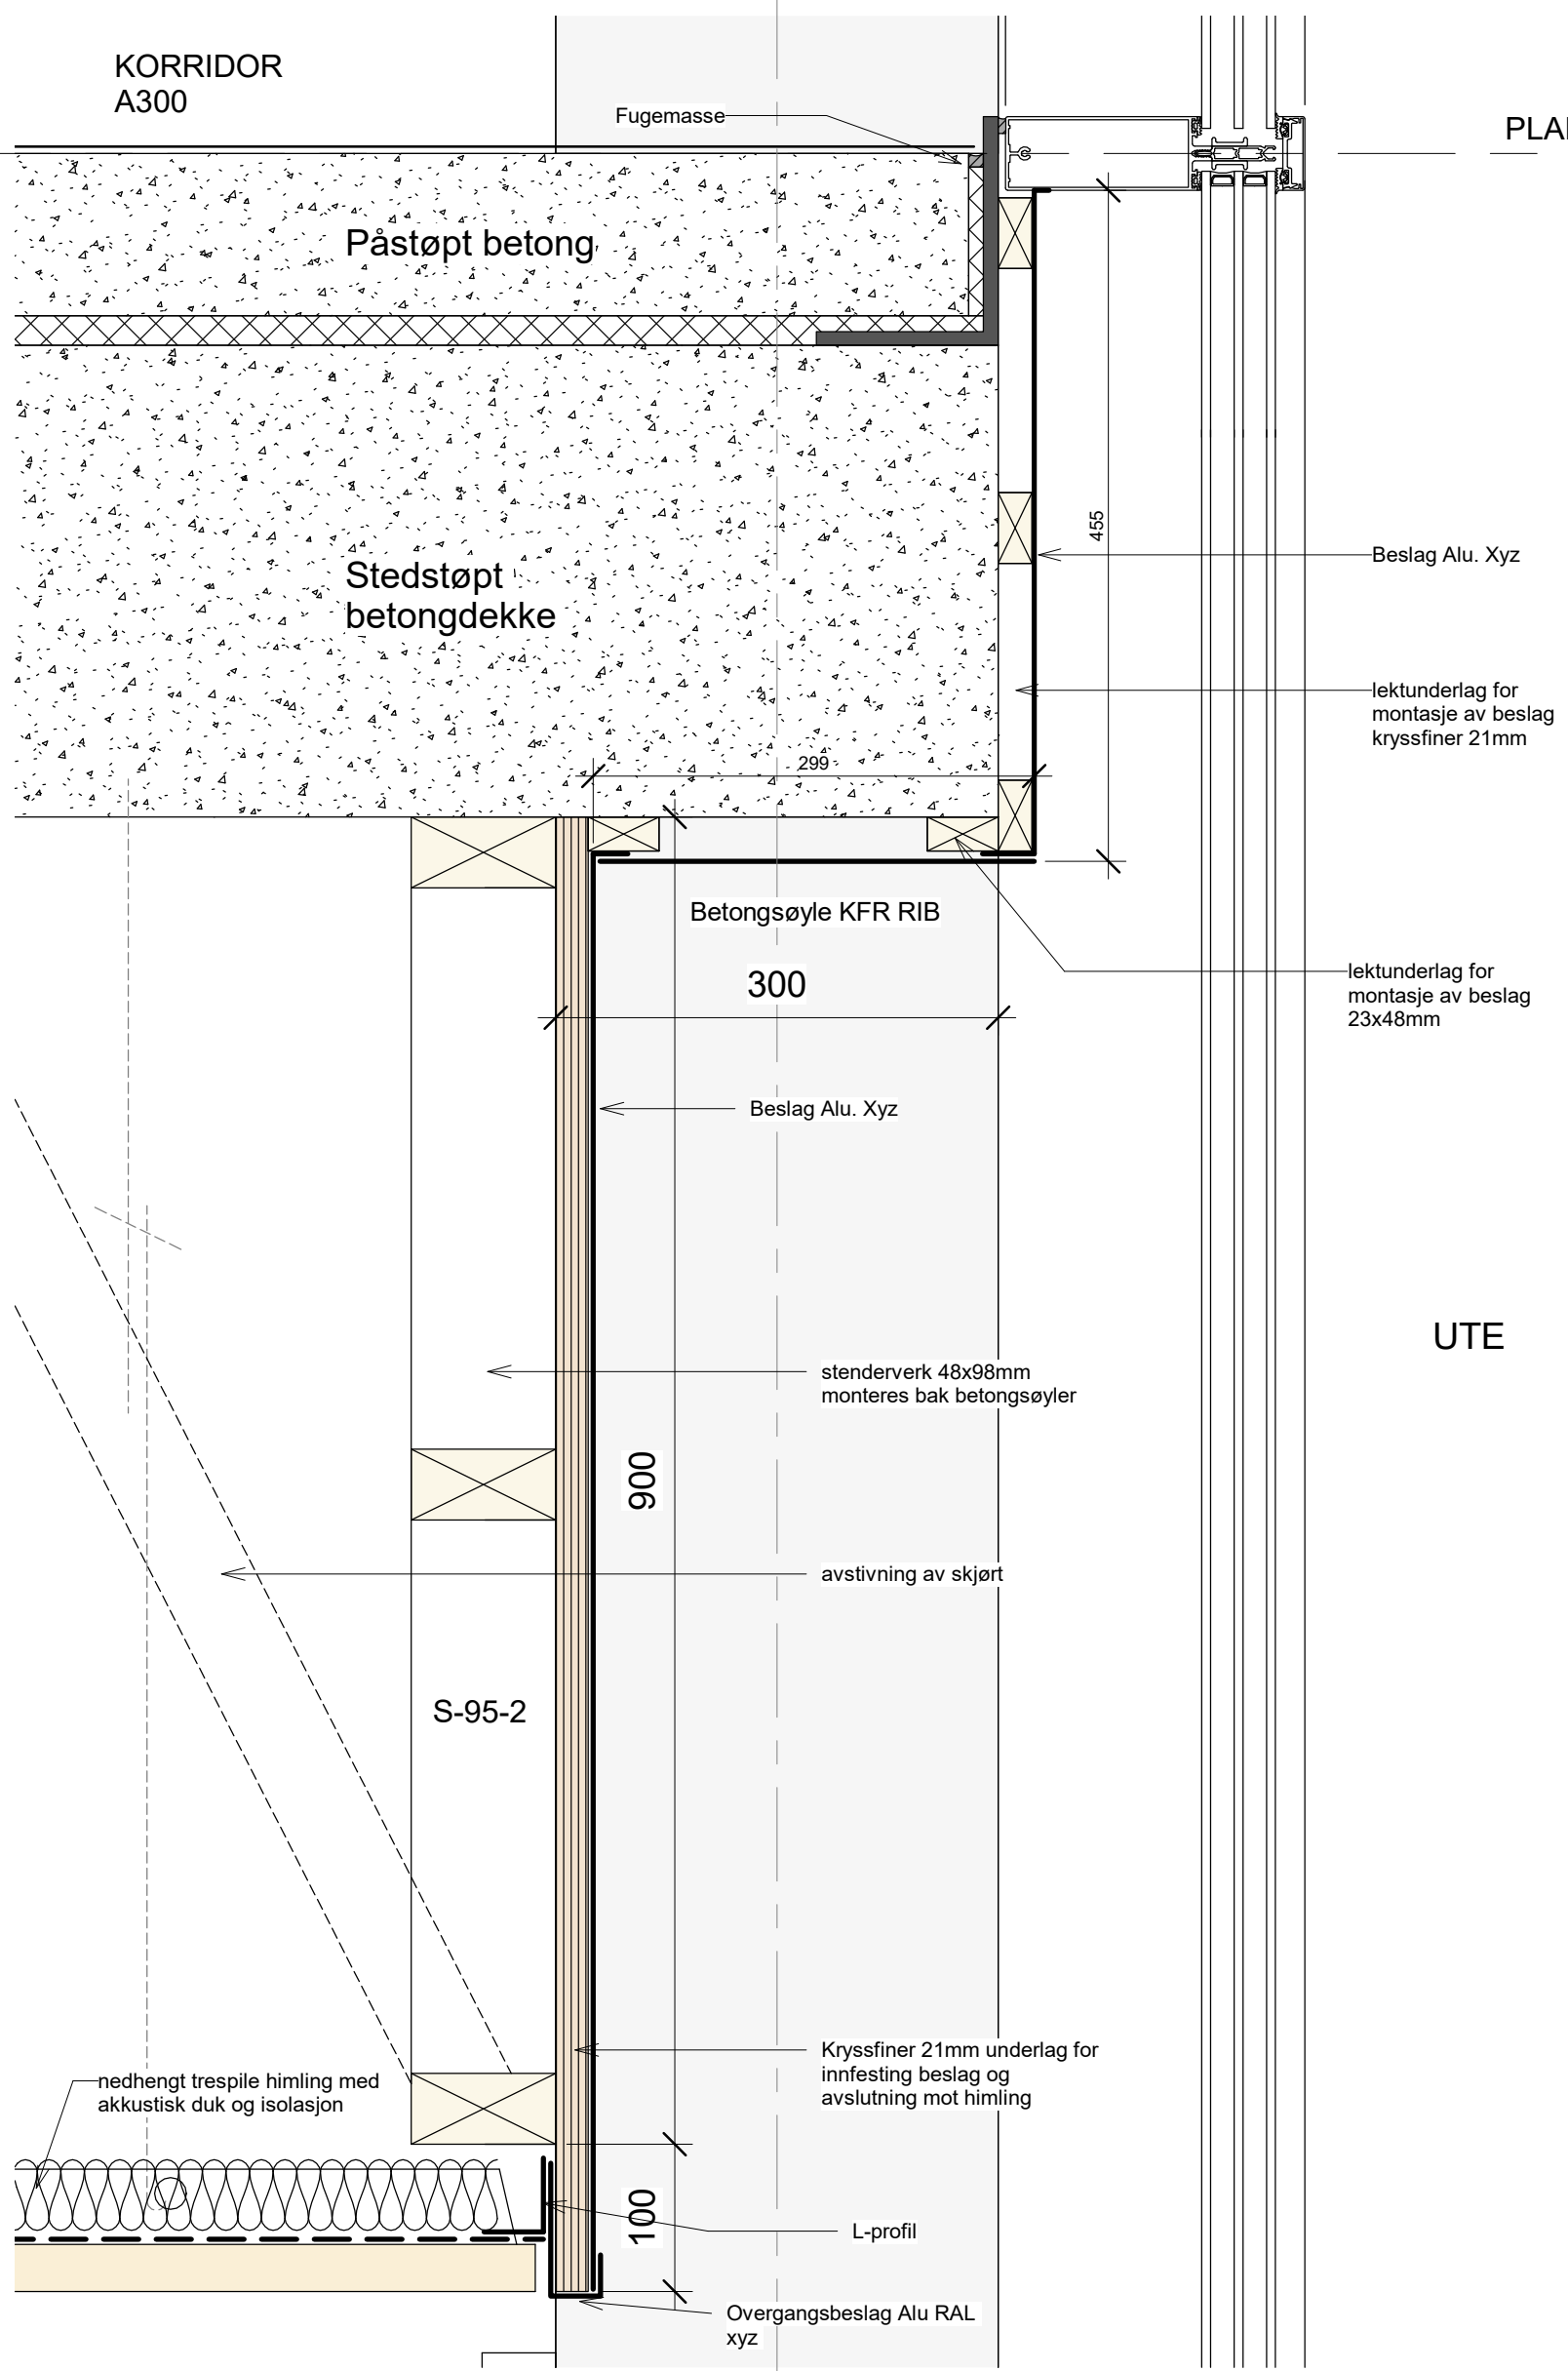 KORRIDOR
A300
Fugemasse
Påstøpt betong
Stedstøpt
betongdekke
455
Beslag Alu. Xyz
lektunderlag for
montasje av beslag
kryssfiner 21mm
299
Betongsøyle KFR RIB
300
lektunderlag for
montasje av beslag
23x48mm
Beslag Alu. Xyz
UTE
stenderverk 48x98mm
monteres bak betongsøyler
900
avstivning av skjørt
S-95-2
Kryssfiner 21mm underlag for
innfesting beslag og
avslutning mot himling
nedhengt trespile himling med
akkustisk duk og isolasjon
100
L-profil
Overgangsbeslag Alu RAL
xyz